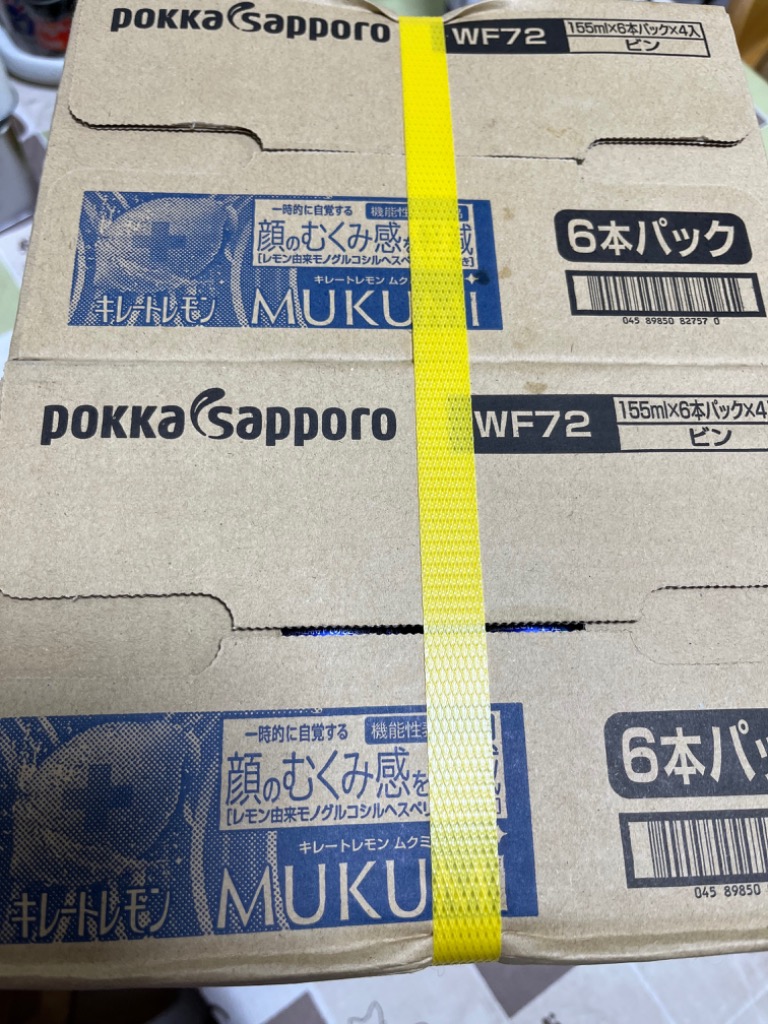 pokka sapporo
WF72
155ml×6本パック×4入
ビン
一時的に自覚する
機能性
顔のむくみ感を 減
[レモン由来モノグルコシルヘスペ
キレートレモン ムク
キレートレモン
MUKU
6本パック
045 89850 82757 0
pokka sapporo
WF72
155ml×6本パック×4
ビン
一時的に自覚する
機能性
顔のむくみ感を
[レモン由来モノグルコシルヘスペリ
キレートレモン ムクミ
キレートレモン
MUKU
6本パッ
045 89850